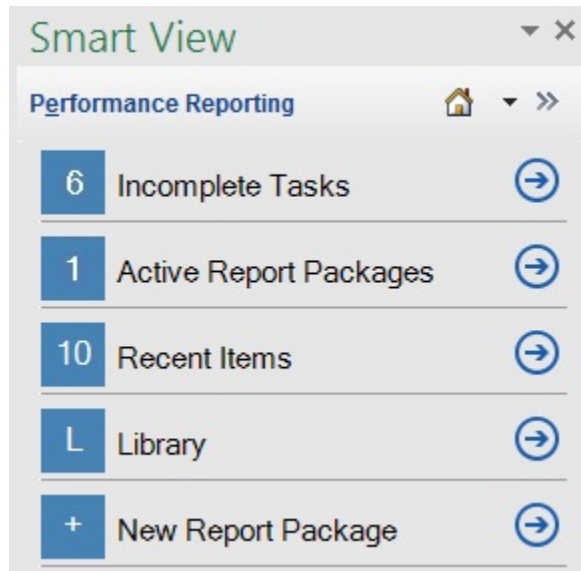 Smart View
Performance Reporting
6 Incomplete Tasks
1 Active Report Packages
10 Recent Items
L Library
+ New Report Package